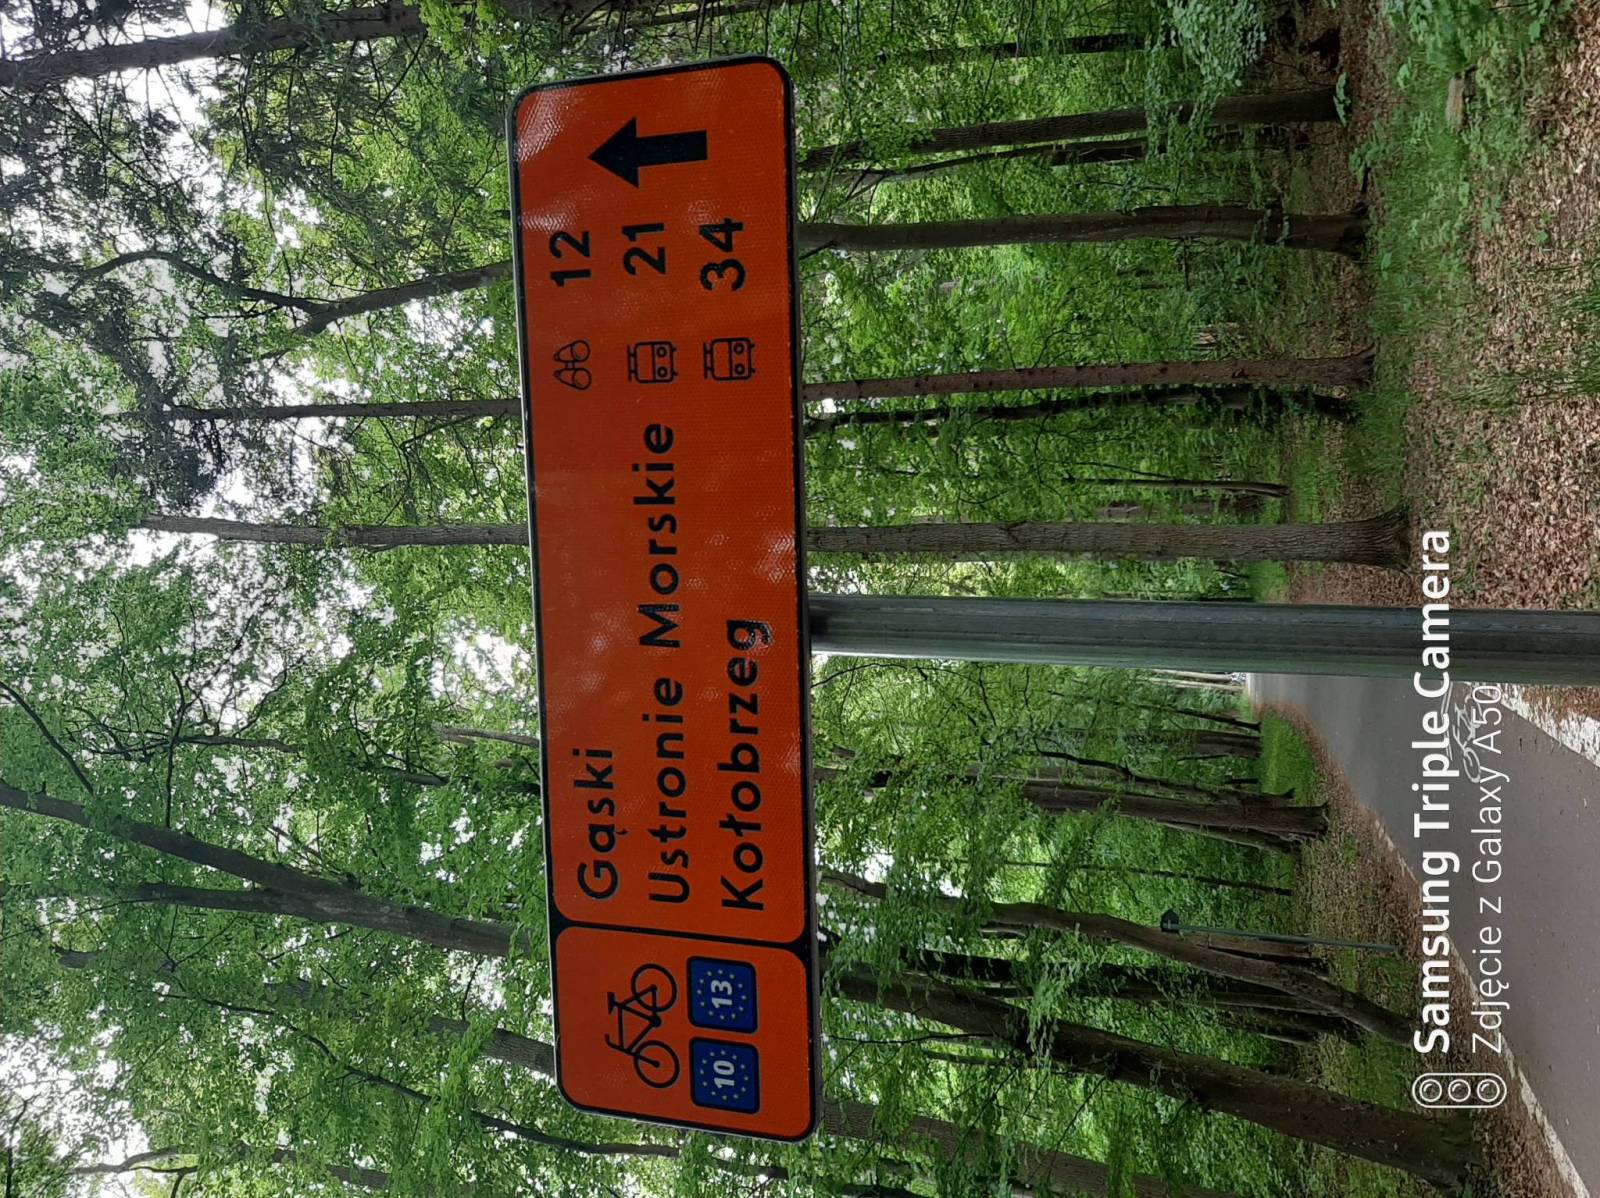 Gąski 12
Ustronie Morskie 21
Kołobrzeg 34
10 13
Samsung Triple Camera
Zdjęcie z Galaxy A50